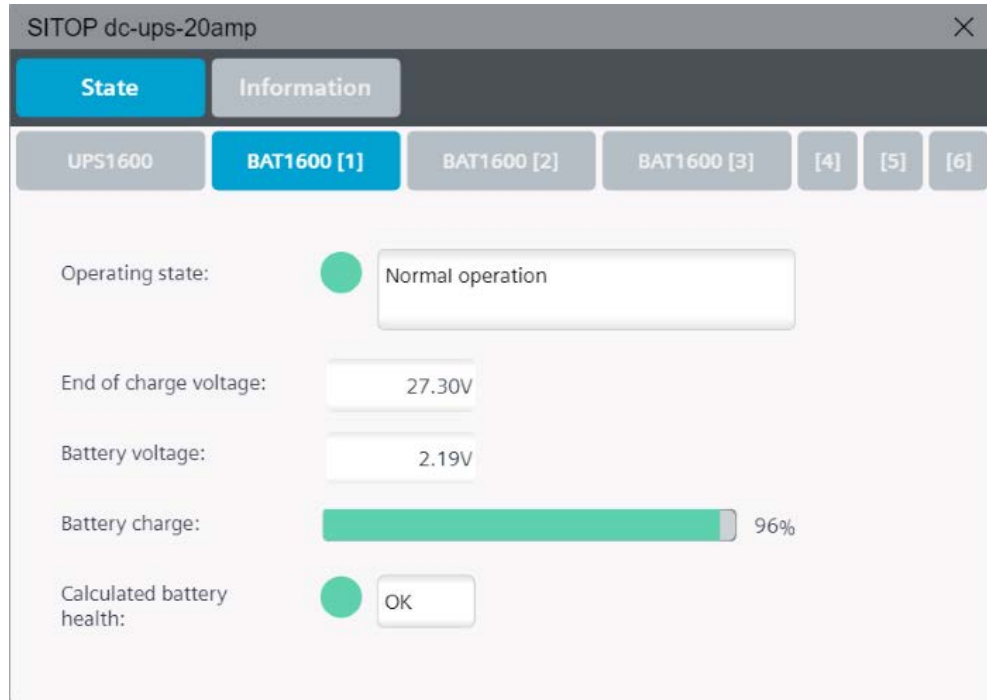 SITOP dc-ups-20amp
State Information
UPS1600 BAT1600 [1] BAT1600 [2] BAT1600 [3] [4] [5] [6]
Operating state: Normal operation
End of charge voltage: 27.30V
Battery voltage: 2.19V
Battery charge: 96%
Calculated battery
health: OK